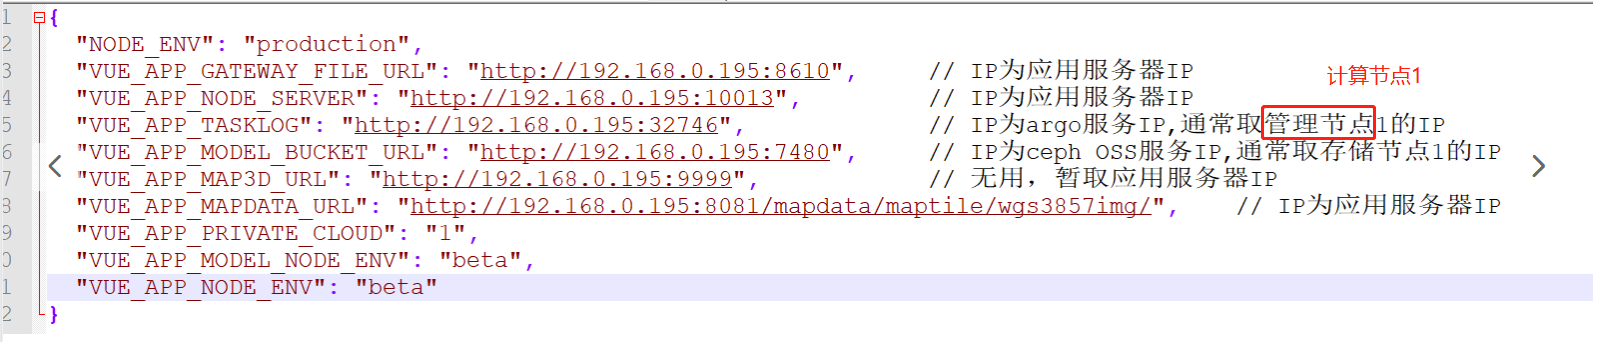 1 {
2 "NODE_ENV": "production",
3 "VUE_APP_GATEWAY_FILE_URL": "http://192.168.0.195:8610", // IP为应用服务器IP
计算节点1
4 "VUE_APP_NODE_SERVER": "http://192.168.0.195:10013", // IP为应用服务器IP
5 "VUE_APP_TASKLOG": "http://192.168.0.195:32746", // IP为argo服务IP,通常取管理节点1的IP
6 "VUE_APP_MODEL_BUCKET_URL": "http://192.168.0.195:7480", // IP为ceph OSS服务IP,通常取存储节点1的IP
7 "VUE_APP_MAP3D_URL": "http://192.168.0.195:9999", // 无用，暂取应用服务器IP
8 "VUE_APP_MAPDATA_URL": "http://192.168.0.195:8081/mapdata/maptile/wgs3857img/", // IP为应用服务器IP
9 "VUE_APP_PRIVATE_CLOUD": "1",
0 "VUE_APP_MODEL_NODE_ENV": "beta",
1 "VUE_APP_NODE_ENV": "beta"
2 }